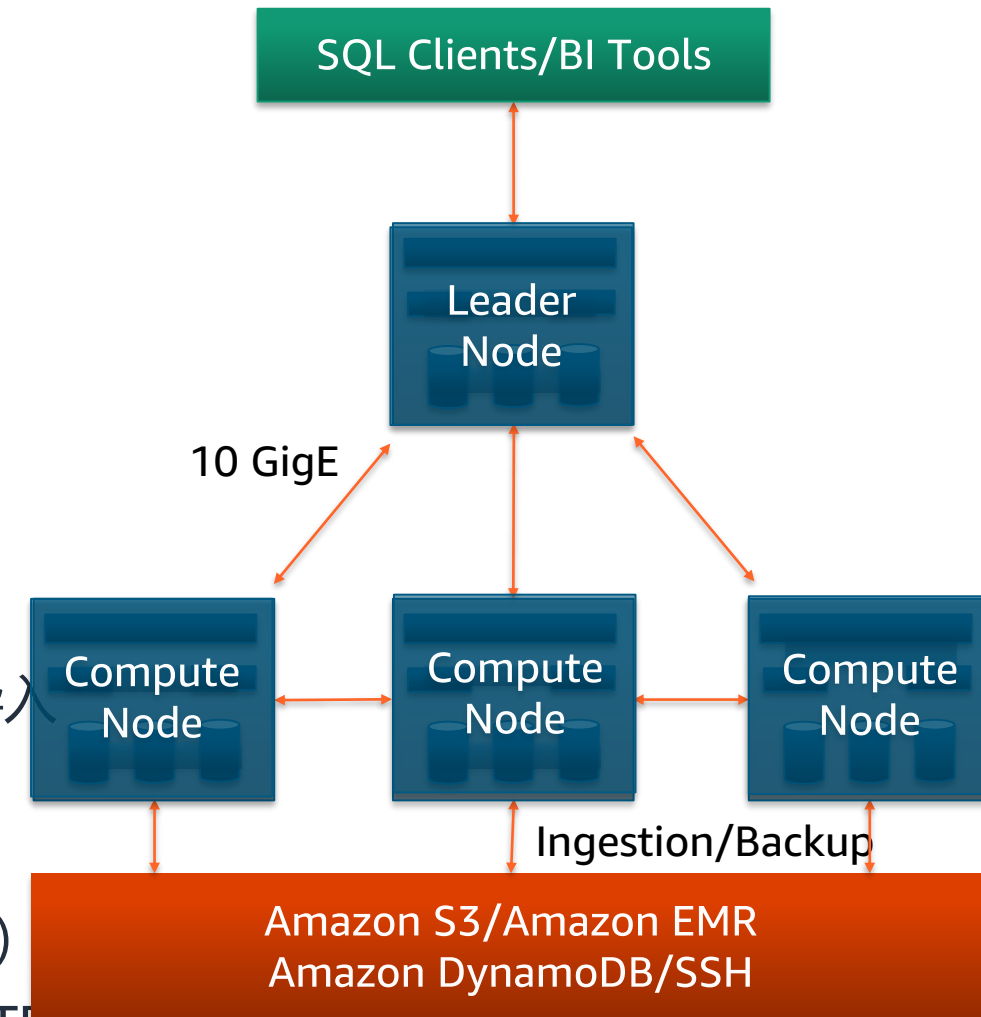 SQL Clients/BI Tools
Leader
Node
10 GigE
Compute
Node
Compute
Node
Compute
Node
入
Ingestion/Backup
)
Amazon S3/Amazon EMR
Amazon DynamoDB/SSH